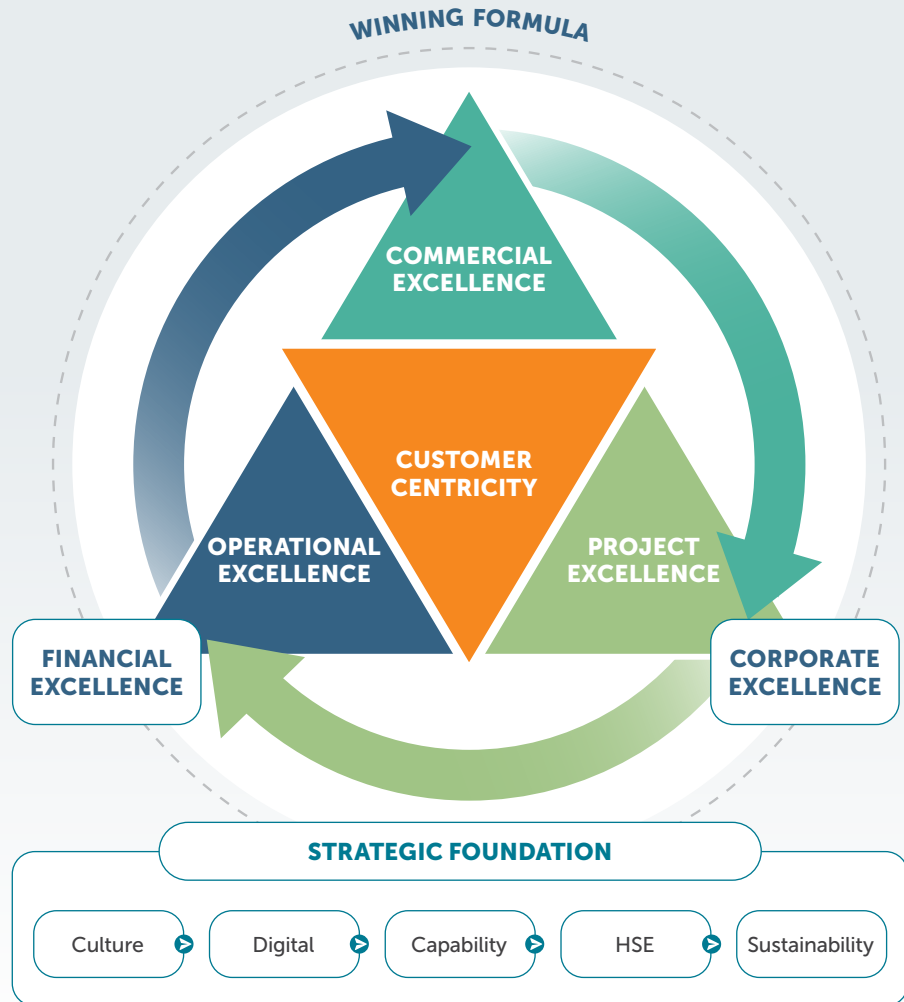 WINNING FORMULA
COMMERCIAL
EXCELLENCE
CUSTOMER
CENTRICITY
OPERATIONAL
EXCELLENCE
PROJECT
EXCELLENCE
FINANCIAL
EXCELLENCE
CORPORATE
EXCELLENCE
STRATEGIC FOUNDATION
Culture
Digital
Capability
HSE
Sustainability